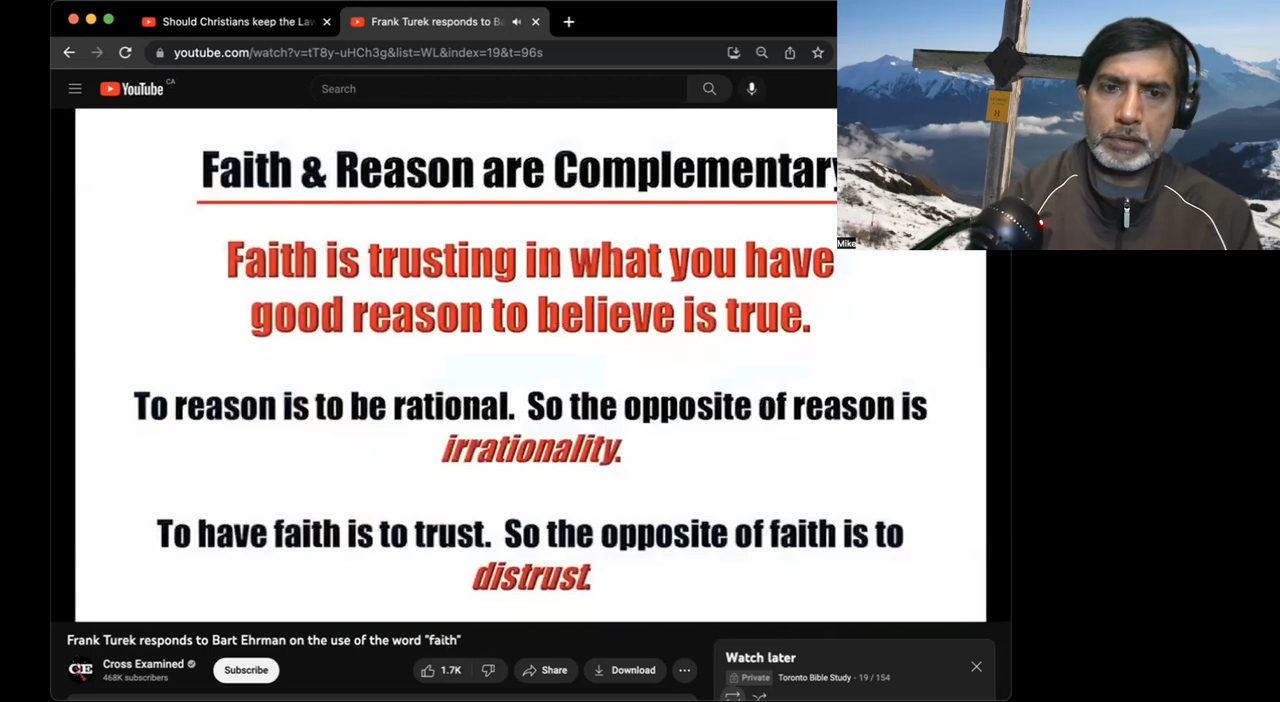 Should Christians keep the Law
Frank Turek responds to Ba
youtube.com/watch?v=tT8y-uHCh3g&list=WL&index=19&t=96s
YouTube CA
Search
Faith & Reason are Complementary
Faith is trusting in what you have
good reason to believe is true.
To reason is to be rational. So the opposite of reason is
irrationality.
To have faith is to trust. So the opposite of faith is to
distrust.
Mike
Frank Turek responds to Bart Ehrman on the use of the word "faith"
CE
Cross Examined
468K subscribers
Subscribe
1.7K
Share
Download
Watch later
Private
Toronto Bible Study - 19 / 154